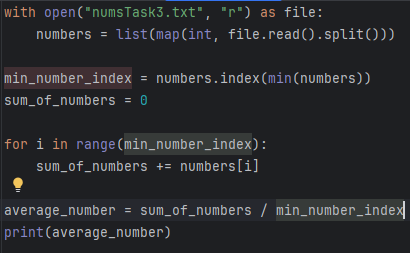 with open("numsTask3.txt", "r") as file:
    numbers = list(map(int, file.read().split()))

min_number_index = numbers.index(min(numbers))
sum_of_numbers = 0

for i in range(min_number_index):
    sum_of_numbers += numbers[i]

average_number = sum_of_numbers / min_number_index
print(average_number)